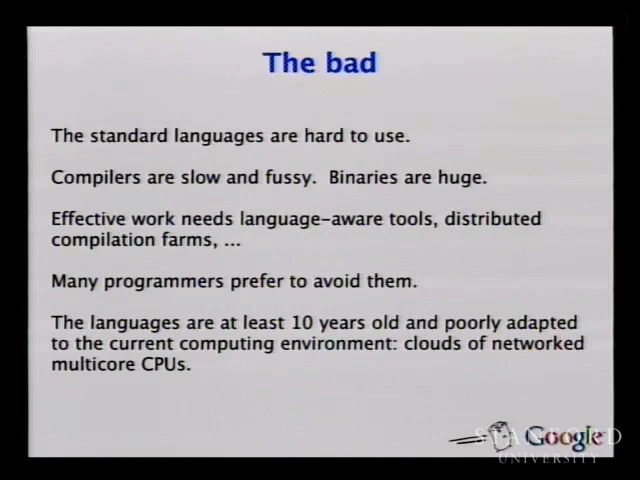 The bad
The standard languages are hard to use.
Compilers are slow and fussy.  Binaries are huge.
Effective work needs language-aware tools, distributed
compilation farms, ...
Many programmers prefer to avoid them.
The languages are at least 10 years old and poorly adapted
to the current computing environment: clouds of networked
multicore CPUs.
Google
STANFORD
UNIVERSITY